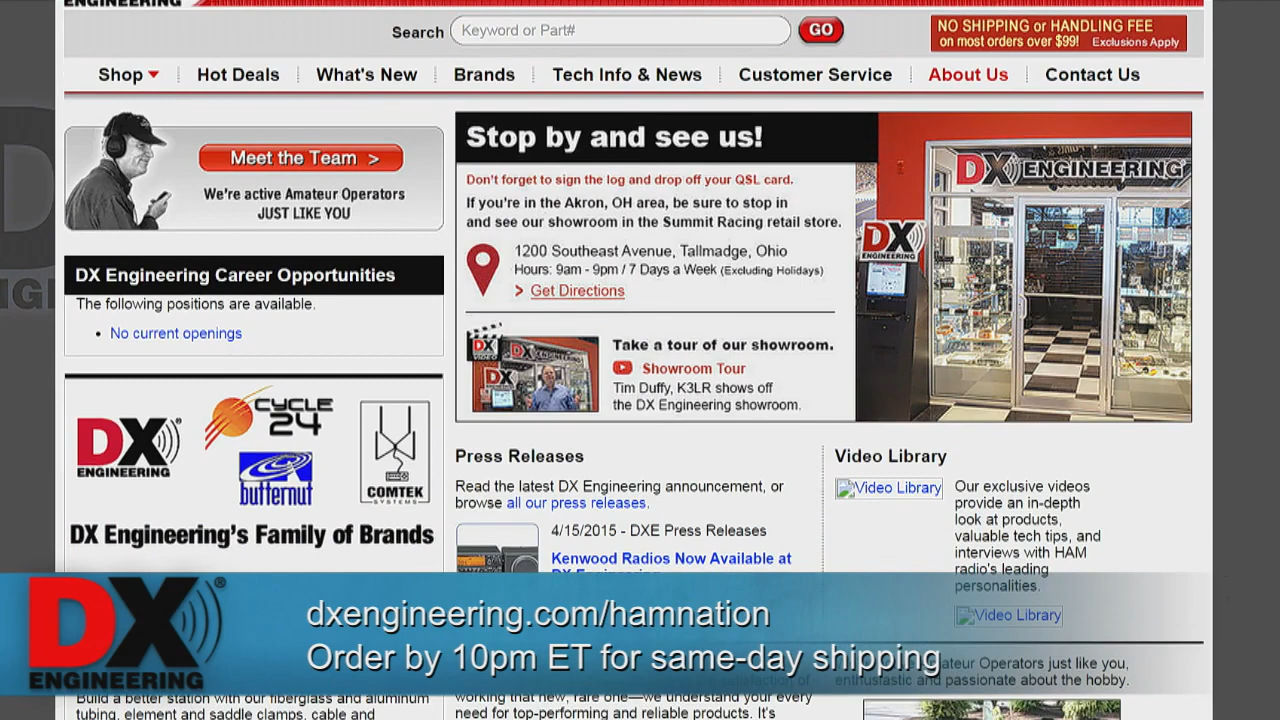 ENGINEERING
Search
Keyword or Part#
GO
NO SHIPPING or HANDLING FEE
on most orders over $99! Exclusions Apply
Shop
Hot Deals
What's New
Brands
Tech Info & News
Customer Service
About Us
Contact Us
Meet the Team >
We're active Amateur Operators
JUST LIKE YOU
Stop by and see us!
Don't forget to sign the log and drop off your QSL card.
If you're in the Akron, OH area, be sure to stop in
and see our showroom in the Summit Racing retail store.
1200 Southeast Avenue, Tallmadge, Ohio
Hours: 9am - 9pm / 7 Days a Week (Excluding Holidays)
> Get Directions
DX ENGINEERING
DX
ENGINEERING
DX Engineering Career Opportunities
The following positions are available.
• No current openings
DX
VIDEO
DX ENGINEERING
DX
Take a tour of our showroom.
Showroom Tour
Tim Duffy, K3LR shows off
the DX Engineering showroom.
DX
ENGINEERING
CYCLE
24
butternut
COMTEK
SYSTEMS
DX Engineering's Family of Brands
Press Releases
Read the latest DX Engineering announcement, or
browse all our press releases.
4/15/2015 - DXE Press Releases
Kenwood Radios Now Available at
DX Engineering
Video Library
Video Library
Our exclusive videos
provide an in-depth
look at products,
valuable tech tips, and
interviews with HAM
radio's leading
personalities.
Video Library
DX®
ENGINEERING
dxengineering.com/hamnation
Order by 10pm ET for same-day shipping
Amateur Operators just like you,
enthusiastic and passionate about the hobby.
Build a better station with our fiberglass and aluminum
tubing, element and saddle clamps, cable and
working that new, rare one—we understand your every
need for top-performing and reliable products. It's